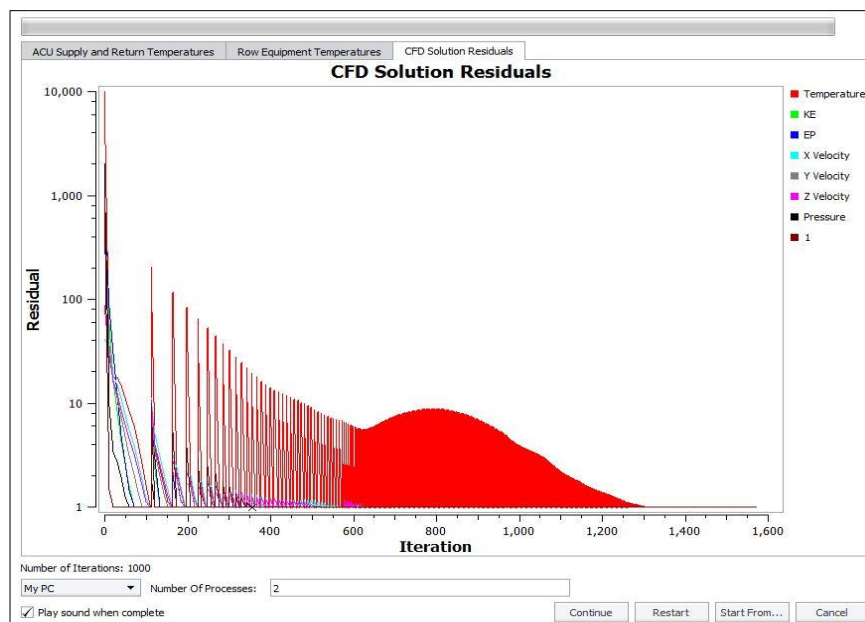 ACU Supply and Return Temperatures Row Equipment Temperatures CFD Solution Residuals
CFD Solution Residuals
10,000
1,000
100
10
1
Residual
0 200 400 600 800 1,000 1,200 1,400 1,600
Iteration
Temperature
KE
EP
X Velocity
Y Velocity
Z Velocity
Pressure
1
Number of Iterations: 1000
My PC Number Of Processes: 2
Play sound when complete Continue Restart Start From... Cancel